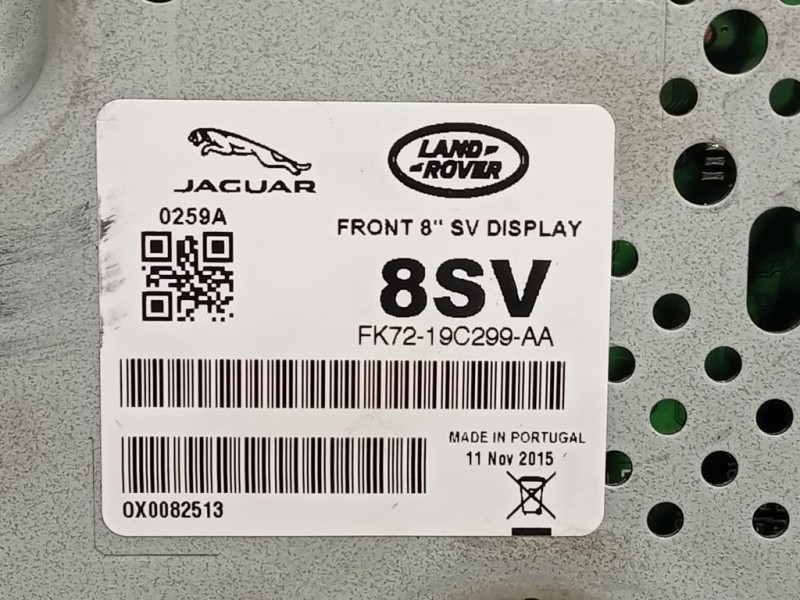 JAGUAR
LAND
ROVER
0259A
FRONT 8" SV DISPLAY
8SV
FK72-19C299-AA
MADE IN PORTUGAL
11 Nov 2015
0X0082513